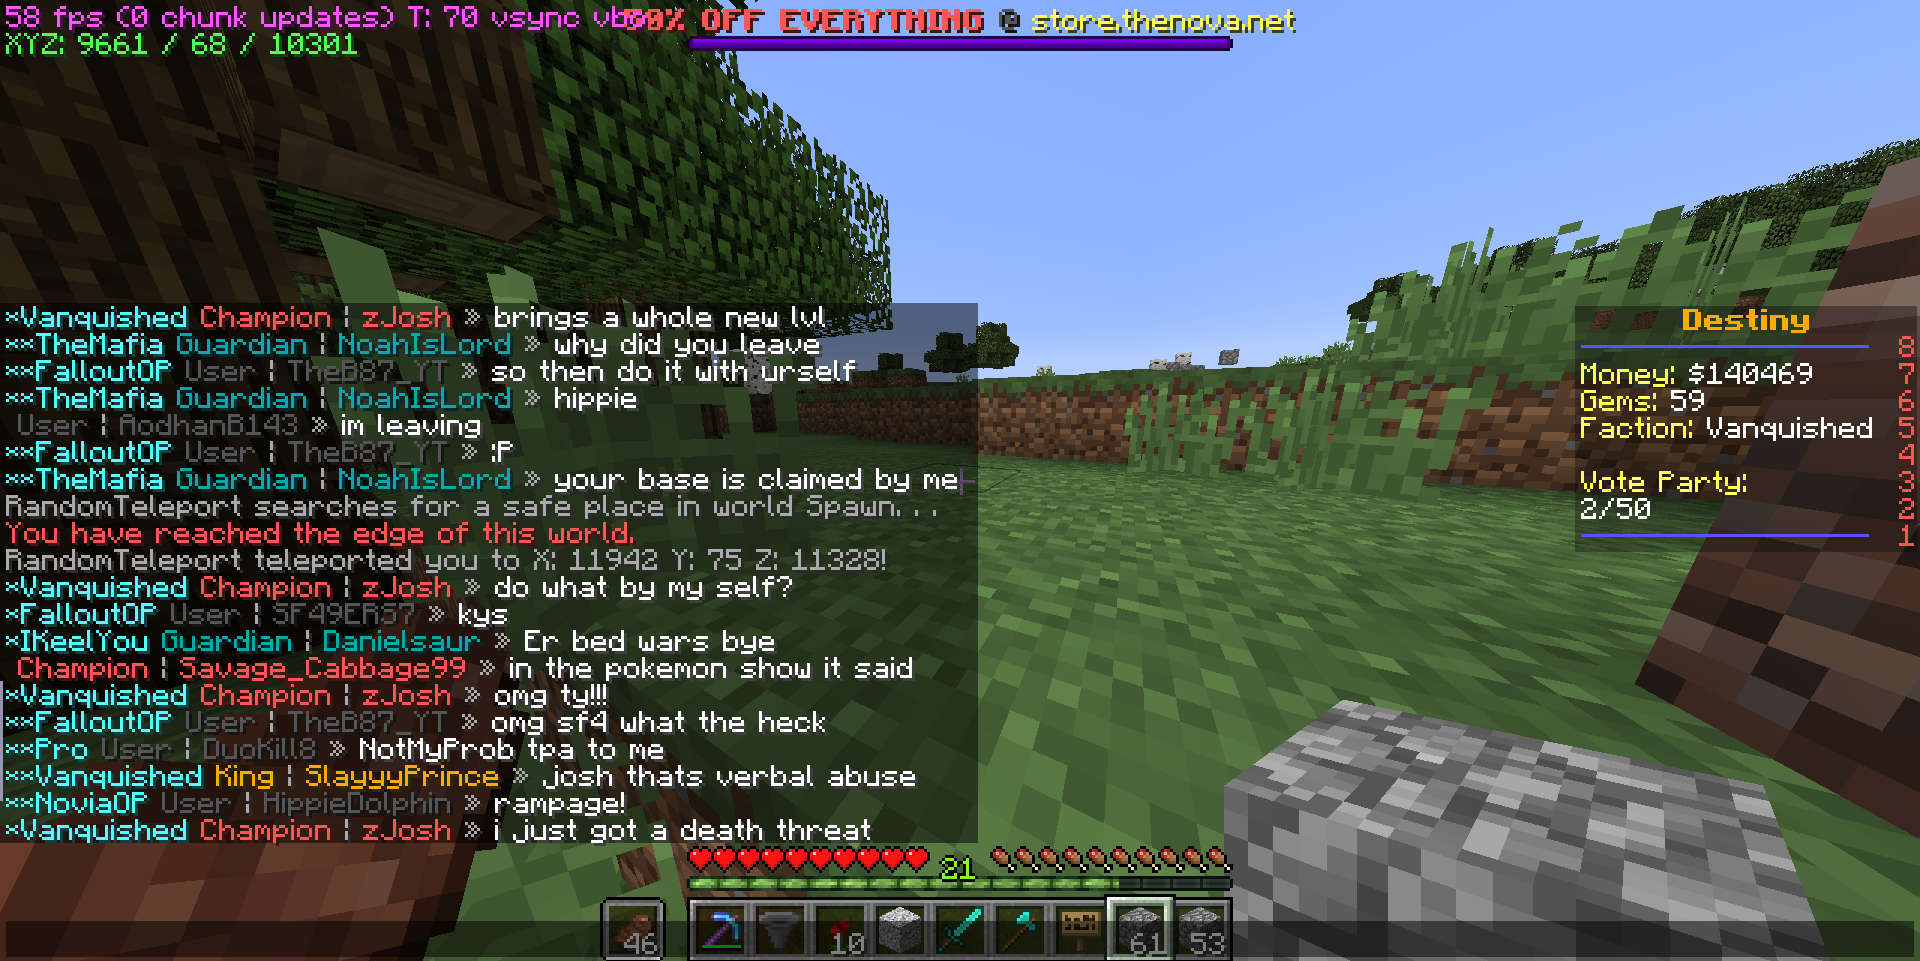 58 fps (0 chunk updates) T: 70 vsync vbo
50% OFF EVERYTHING @ store.thenova.net
XYZ: 9661 / 68 / 10301
**Vanquished Champion | zJosh » brings a whole new lvl
**TheMafia Guardian | NoahIsLord » why did you leave
**FalloutOP User | TheB87_YT » so then do it with urself
**TheMafia Guardian | NoahIsLord » hippie
User | AodhanB143 » im leaving
**FalloutOP User | TheB87_YT » :P
**TheMafia Guardian | NoahIsLord » your base is claimed by me
RandomTeleport searches for a safe place in world Spawn...
You have reached the edge of this world.
RandomTeleport teleported you to X: 11942 Y: 75 Z: 11328!
*Vanquished Champion | zJosh » do what by my self?
*FalloutOP User | SF49ER57 » kys
*IKeelYou Guardian | Danielsaur » Er bed wars bye
Champion | Savage_Cabbage99 » in the pokemon show it said
*Vanquished Champion | zJosh » omg ty!!!
**FalloutOP User | TheB87_YT » omg sf4 what the heck
**Pro User | DuoKill8 » NotMyProb tpa to me
**Vanquished King | SlayyyPrince » josh thats verbal abuse
**NoviaOP User | HippieDolphin » rampage!
*Vanquished Champion | zJosh » i just got a death threat
Destiny
8
Money: $140469 7
Gems: 59 6
Faction: Vanquished 5
4
Vote Party: 3
2/50 2
1
21
46 10 61 53